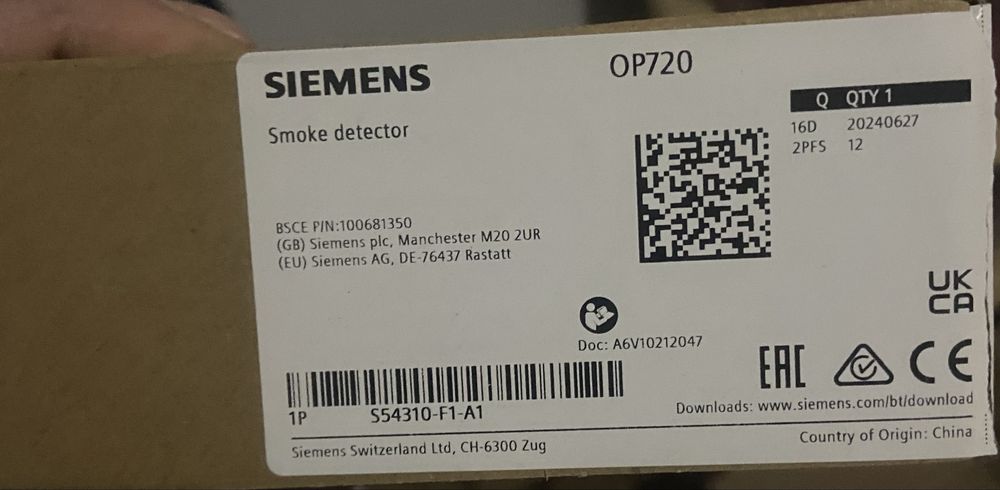 SIEMENS
OP720
Q QTY 1
Smoke detector
16D 20240627
2PFS 12
BSCE P/N:100681350
(GB) Siemens plc, Manchester M20 2UR
(EU) Siemens AG, DE-76437 Rastatt
UK
CA
Doc: A6V10212047
EAC
CE
1P S54310-F1-A1
Downloads: www.siemens.com/bt/download
Siemens Switzerland Ltd, CH-6300 Zug
Country of Origin: China